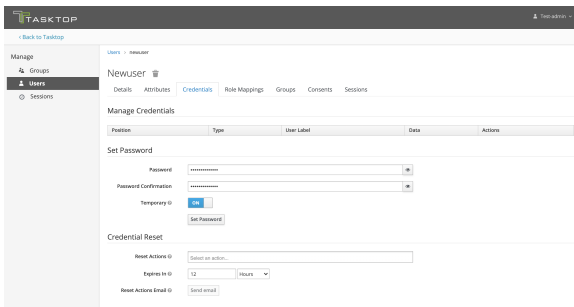 TASKTOP
Test-admin
‹ Back to Tasktop
Manage
Groups
Users
Sessions
Users › newuser
Newuser
Details Attributes Credentials Role Mappings Groups Consents Sessions
Manage Credentials
Position Type User Label Data Actions
Set Password
Password ••••••••••••••
Password Confirmation ••••••••••••••
Temporary ON
Set Password
Credential Reset
Reset Actions Select an action...
Expires In 12 Hours
Reset Actions Email Send email